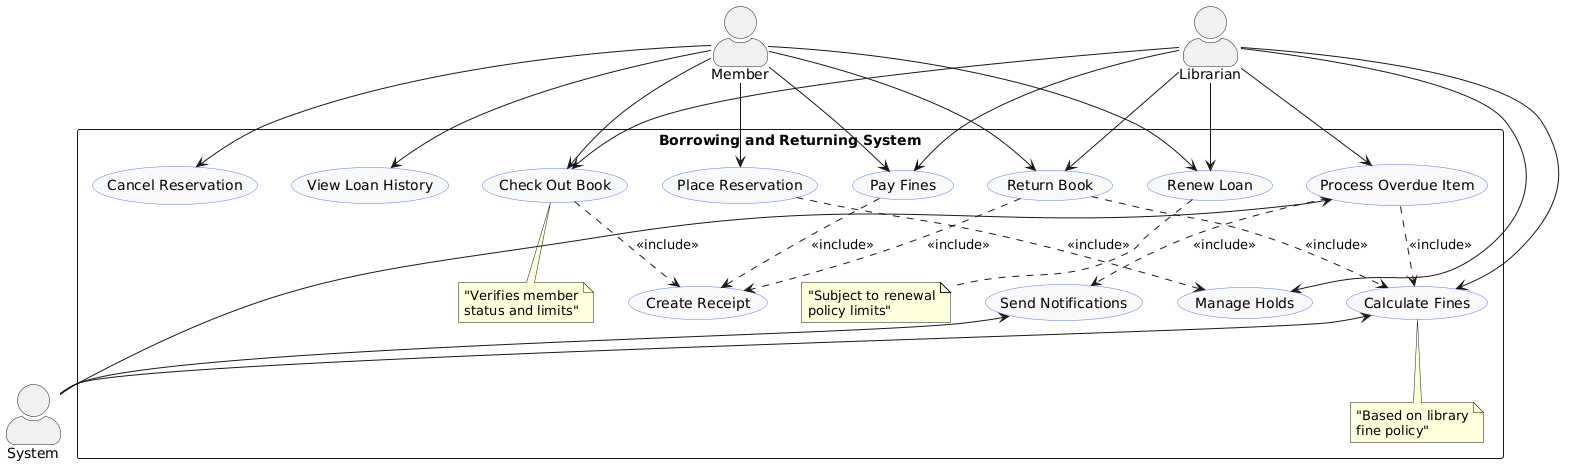 Member
Librarian
Borrowing and Returning System
Cancel Reservation
View Loan History
Check Out Book
Place Reservation
Pay Fines
Return Book
Renew Loan
Process Overdue Item
«include»
«include»
«include»
«include»
«include»
«include»
«include»
"Verifies member
status and limits"
Create Receipt
"Subject to renewal
policy limits"
Send Notifications
Manage Holds
Calculate Fines
System
"Based on library
fine policy"